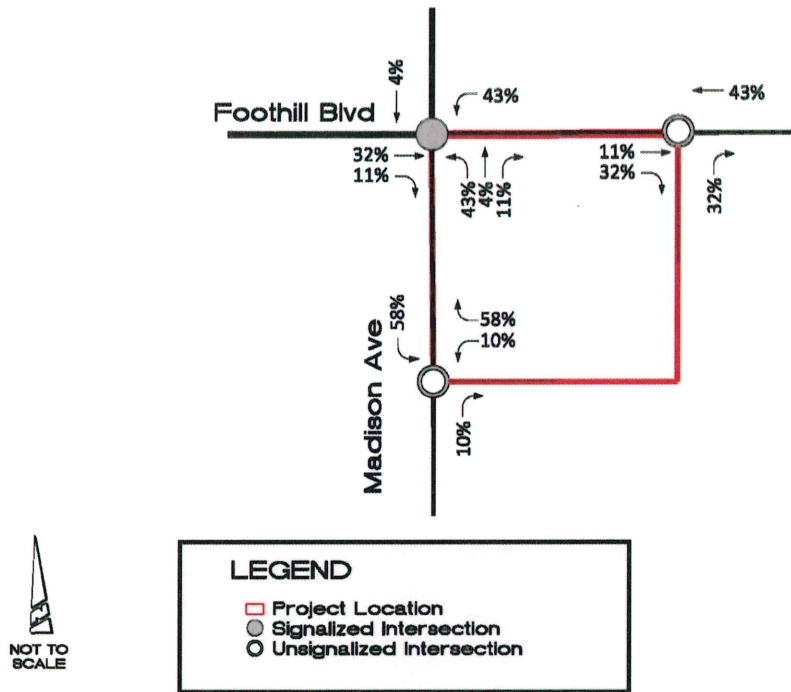 4%
43%
43%
Foothill Blvd
32%
11%
43%
4%
11%
11%
32%
32%
58%
58%
10%
Madison Ave
10%
LEGEND
Project Location
Signalized Intersection
Unsignalized Intersection
NOT TO
SCALE